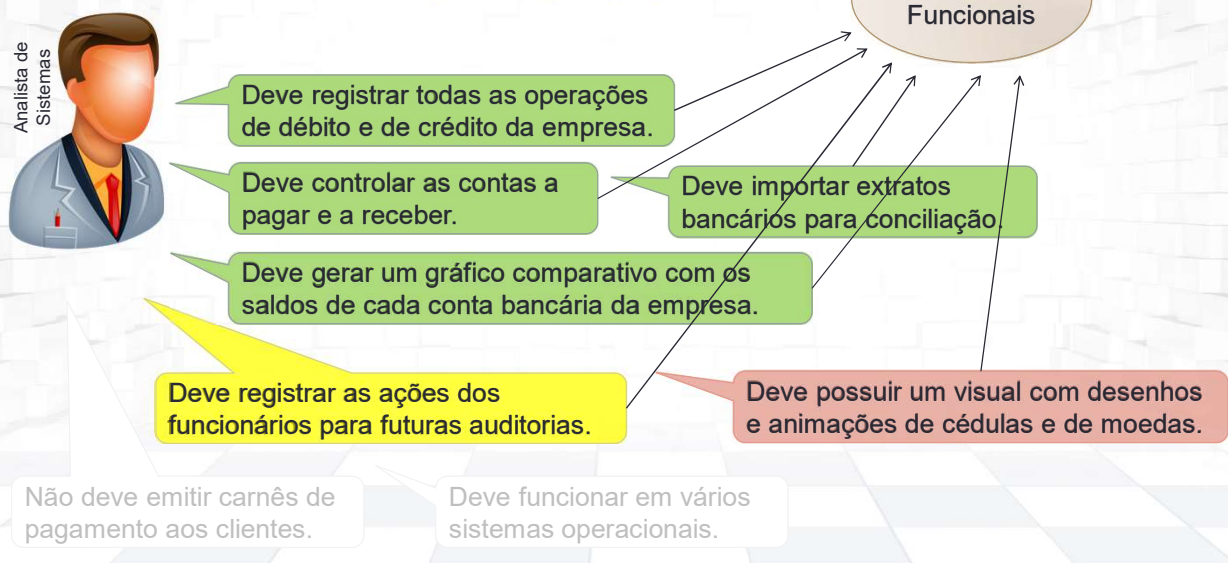 Funcionais
Analista de
Sistemas
Deve registrar todas as operações
de débito e de crédito da empresa.
Deve controlar as contas a
pagar e a receber.
Deve importar extratos
bancários para conciliação.
Deve gerar um gráfico comparativo com os
saldos de cada conta bancária da empresa.
Deve registrar as ações dos
funcionários para futuras auditorias.
Deve possuir um visual com desenhos
e animações de cédulas e de moedas.
Não deve emitir carnês de
pagamento aos clientes.
Deve funcionar em vários
sistemas operacionais.